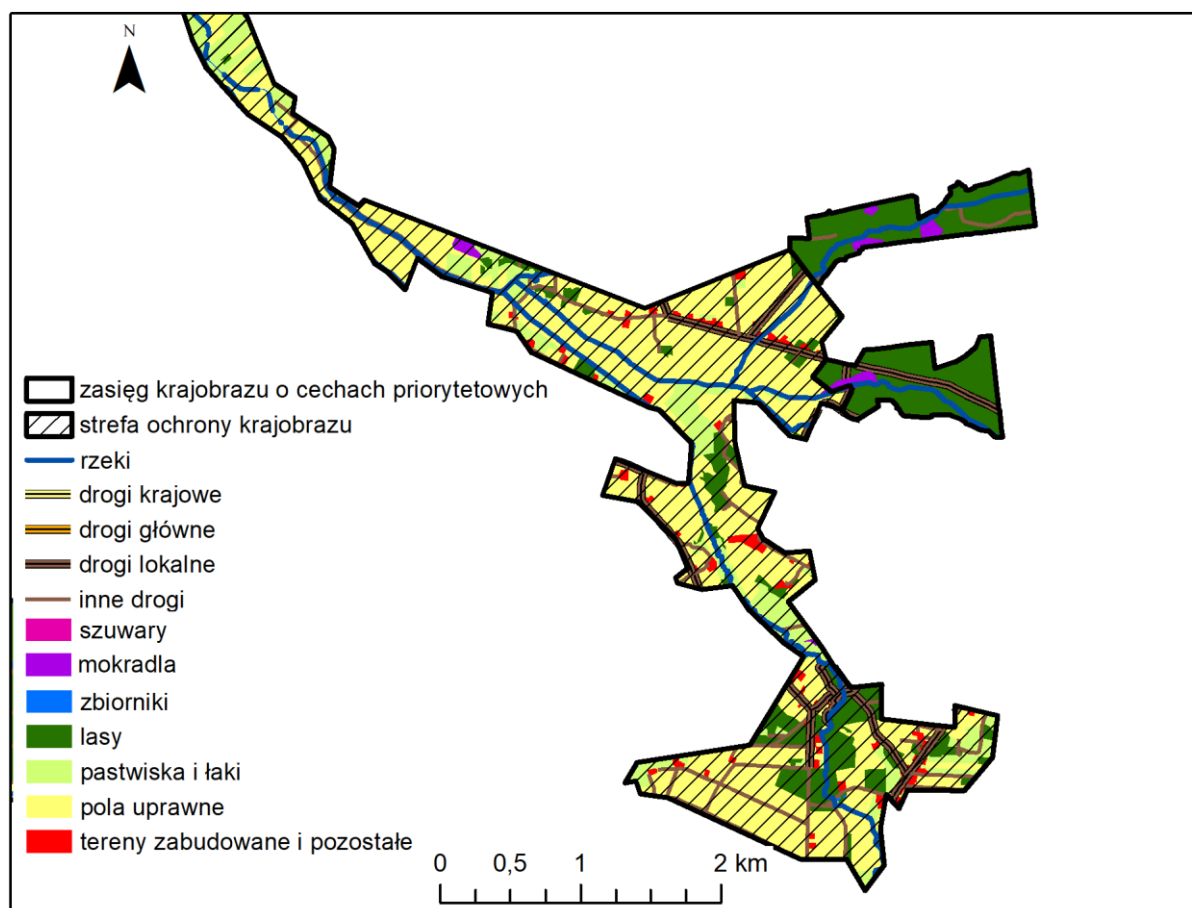 N
zasięg krajobrazu o cechach priorytetowych
strefa ochrony krajobrazu
rzeki
drogi krajowe
drogi główne
drogi lokalne
inne drogi
szuwary
mokradla
zbiorniki
lasy
pastwiska i łaki
pola uprawne
tereny zabudowane i pozostałe
0 0,5 1 2 km